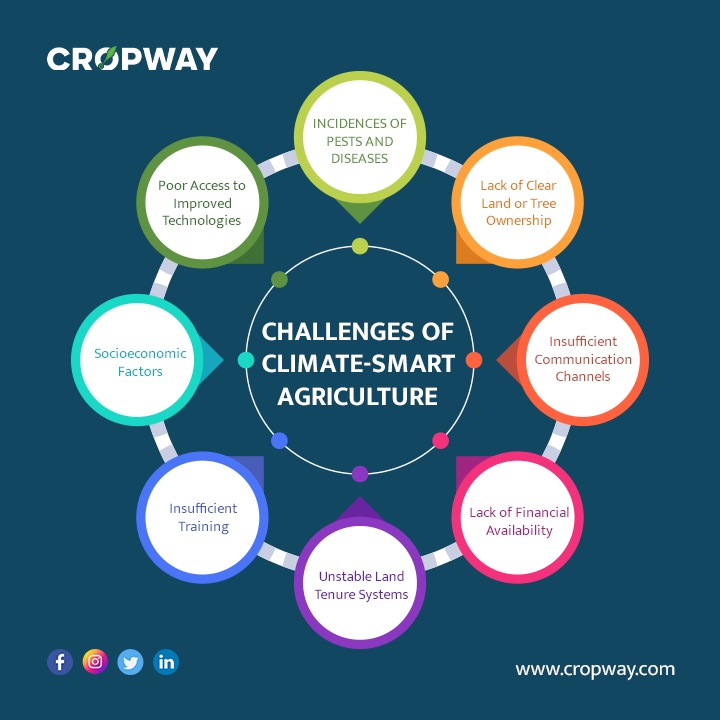 CROPWAY
INCIDENCES OF
PESTS AND
DISEASES
Lack of Clear
Land or Tree
Ownership
Insufficient
Communication
Channels
Lack of Financial
Availability
Unstable Land
Tenure Systems
Insufficient
Training
Socioeconomic
Factors
Poor Access to
Improved
Technologies
CHALLENGES OF
CLIMATE-SMART
AGRICULTURE
www.cropway.com